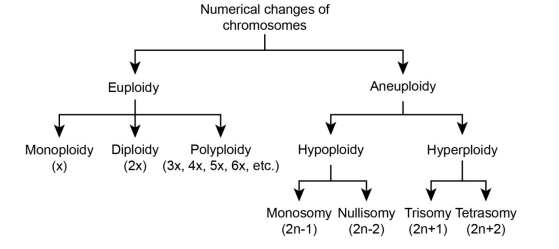 Numerical changes of
chromosomes
Euploidy
Aneuploidy
Monoploidy
(x)
Diploidy
(2x)
Polyploidy
(3x, 4x, 5x, 6x, etc.)
Hypoploidy
Hyperploidy
Monosomy
(2n-1)
Nullisomy
(2n-2)
Trisomy
(2n+1)
Tetrasomy
(2n+2)